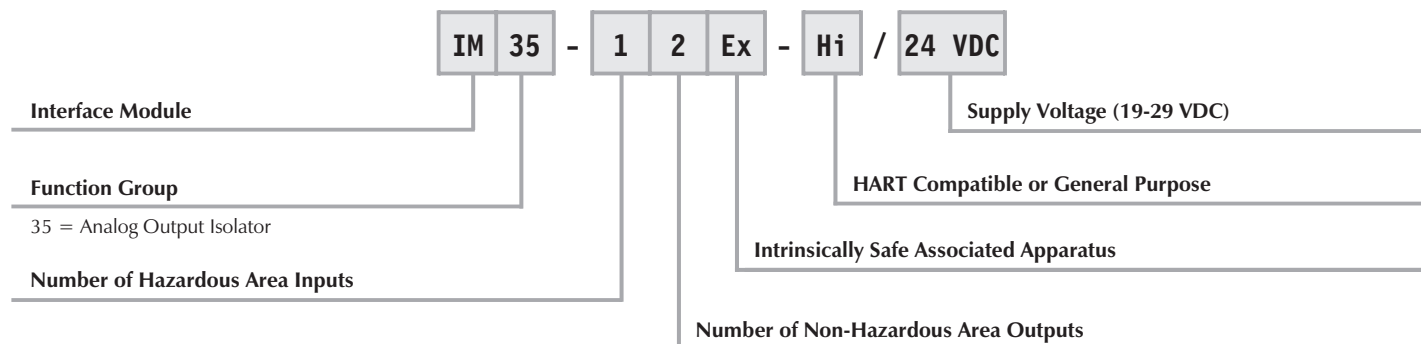 IM 35 - 1 2 Ex - Hi / 24 VDC
Interface Module
Supply Voltage (19-29 VDC)
Function Group
HART Compatible or General Purpose
35 = Analog Output Isolator
Intrinsically Safe Associated Apparatus
Number of Hazardous Area Inputs
Number of Non-Hazardous Area Outputs